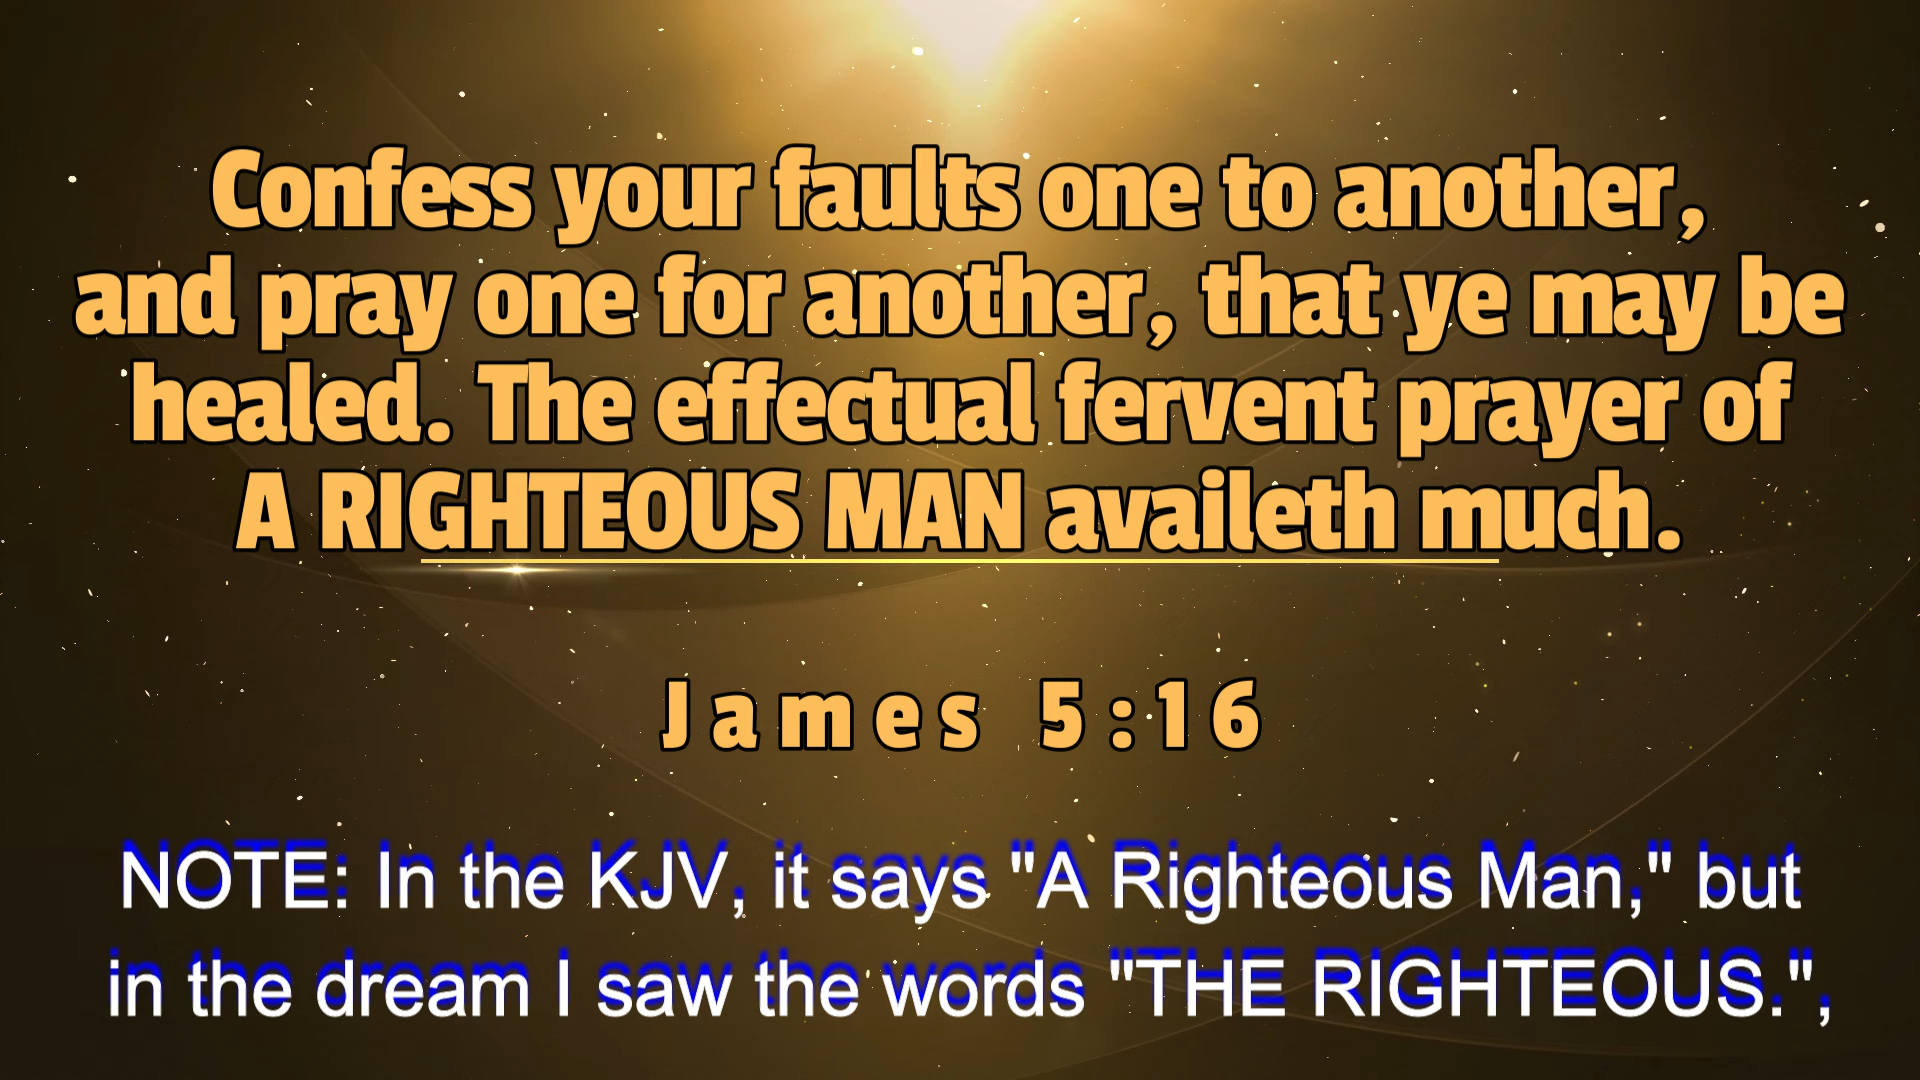 Confess your faults one to another,
and pray one for another, that ye may be
healed. The effectual fervent prayer of
A RIGHTEOUS MAN availeth much.
James 5:16
NOTE: In the KJV, it says "A Righteous Man," but
in the dream I saw the words "THE RIGHTEOUS.",